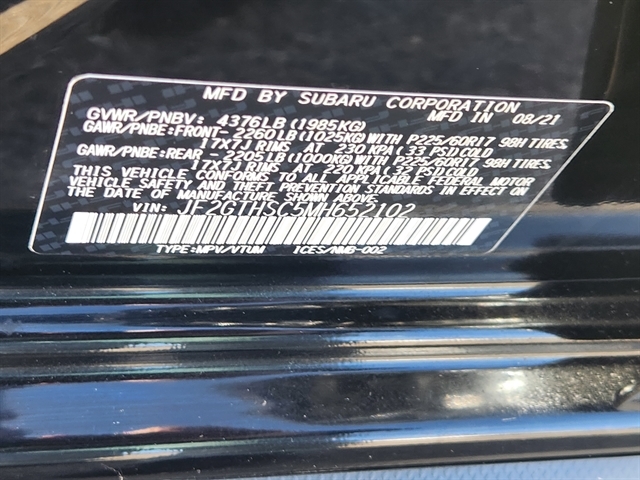 MFD BY SUBARU CORPORATION
GVWR/PNBV: 4376LB (1985KG) MFD IN 08/21
GAWR/PNBE:FRONT-2260LB(1025KG)WITH P225/60R17 98H TIRES,
17X7J RIMS AT 230 KPA (33 PSI)COLD
GAWR/PNBE:REAR -2205LB(1000KG)WITH P225/60R17 98H TIRES,
17X7J RIMS AT 220 KPA (32 PSI)COLD
THIS VEHICLE CONFORMS TO ALL APPLICABLE FEDERAL MOTOR
VEHICLE SAFETY AND THEFT PREVENTION STANDARDS IN EFFECT ON
THE DATE OF MANUFACTURE SHOWN ABOVE.
VIN: JF2GTHSC5MH652102
TYPE:MPV/VTUM ICES/NMB-002